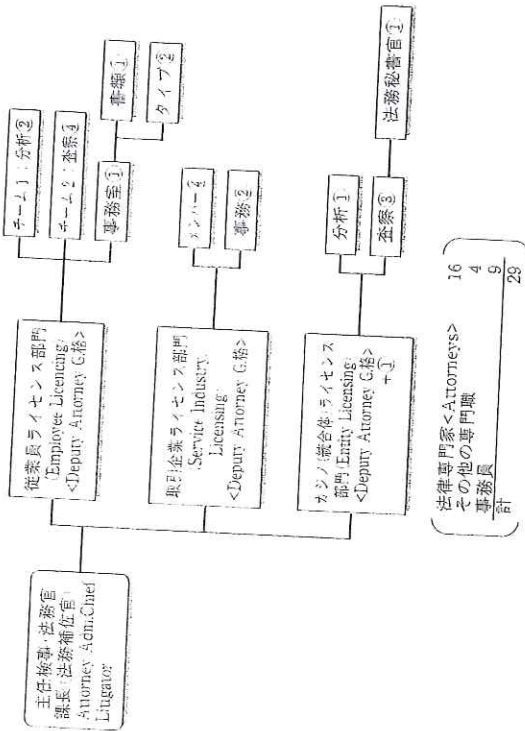 主任検事・法務官
課長:法務補佐官
Attorney Adm.Chief
Litigator
従業員ライセンス部門
(Employee Licencing)
<Deputy Attorney G.格>
チーム1:分析②
チーム2:査察④
事務室①
書類①
タイプ②
取引企業ライセンス部門
(Service Industry
Licensing)
<Deputy Attorney G.格>
メンバー④
事務②
カジノ(統合体)ライセンス
部門(Entity Licensing)
<Deputy Attorney G.格>
+①
分析①
査察③
法務秘書官①
法律専門家<Attorneys> 16
その他の専門職 4
事務員 9
計 29